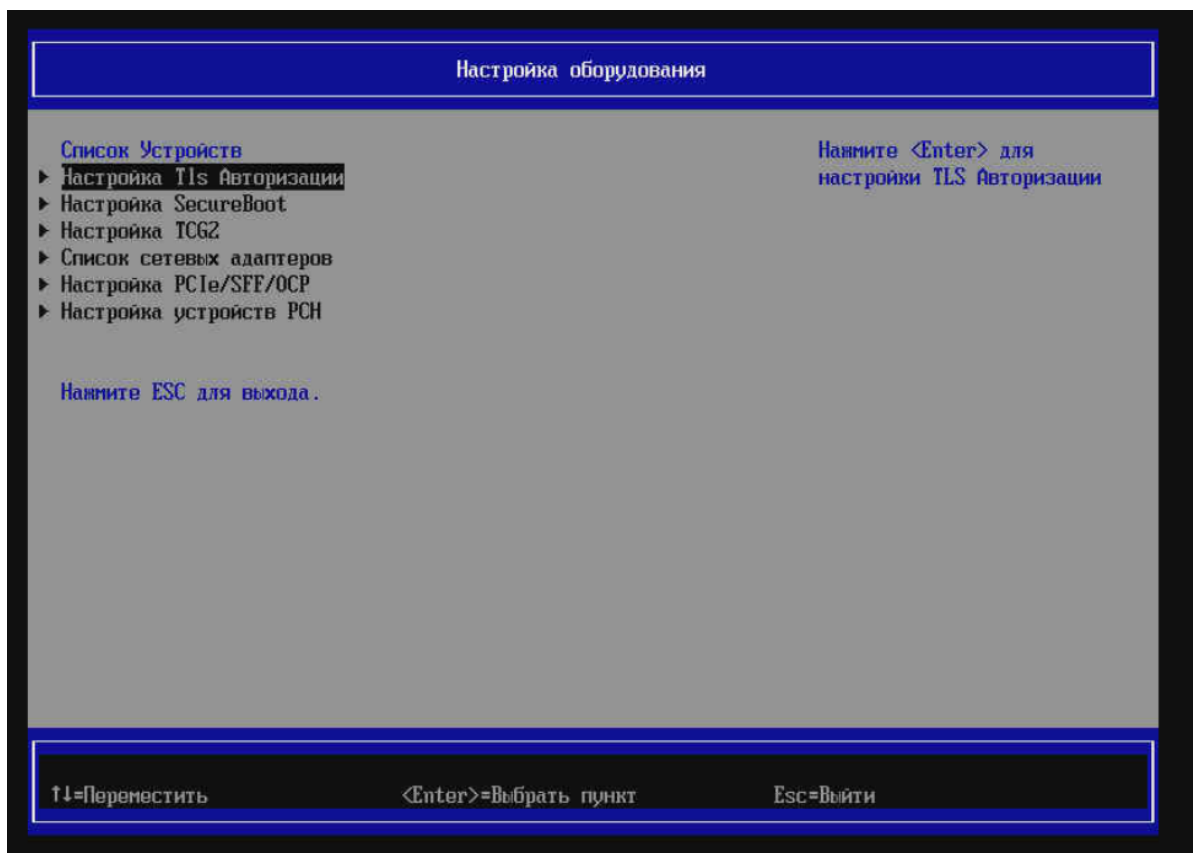 Настройка оборудования
Список Устройств
Нажмите <Enter> для
▶ Настройка Tls Авторизации
настройки TLS Авторизации
▶ Настройка SecureBoot
▶ Настройка TCG2
▶ Список сетевых адаптеров
▶ Настройка PCIe/SFF/OCP
▶ Настройка устройств PCH
Нажмите ESC для выхода.
↑↓=Переместить
<Enter>=Выбрать пункт
Esc=Выйти